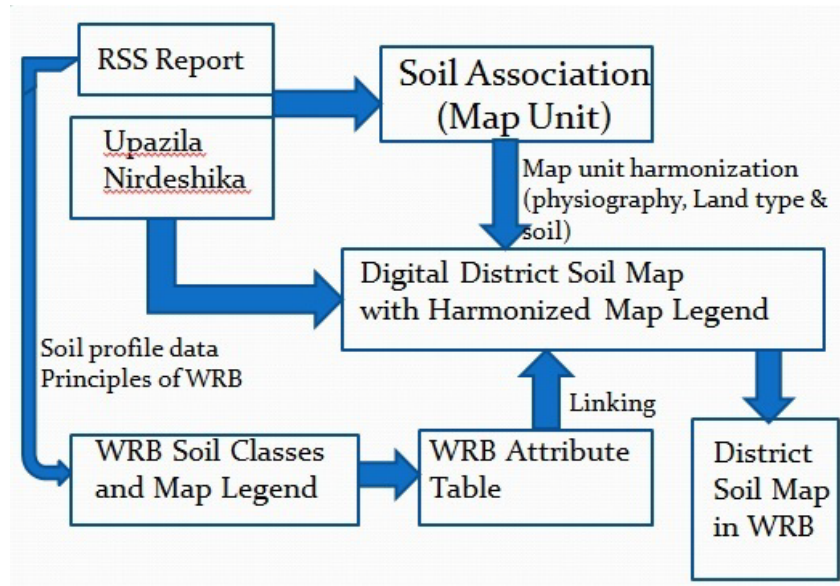 RSS Report
Soil Association
(Map Unit)
Upazila
Nirdeshika
Map unit harmonization
(physiography, Land type &
soil)
Digital District Soil Map
with Harmonized Map Legend
Soil profile data
Principles of WRB
Linking
WRB Soil Classes
and Map Legend
WRB Attribute
Table
District
Soil Map
in WRB